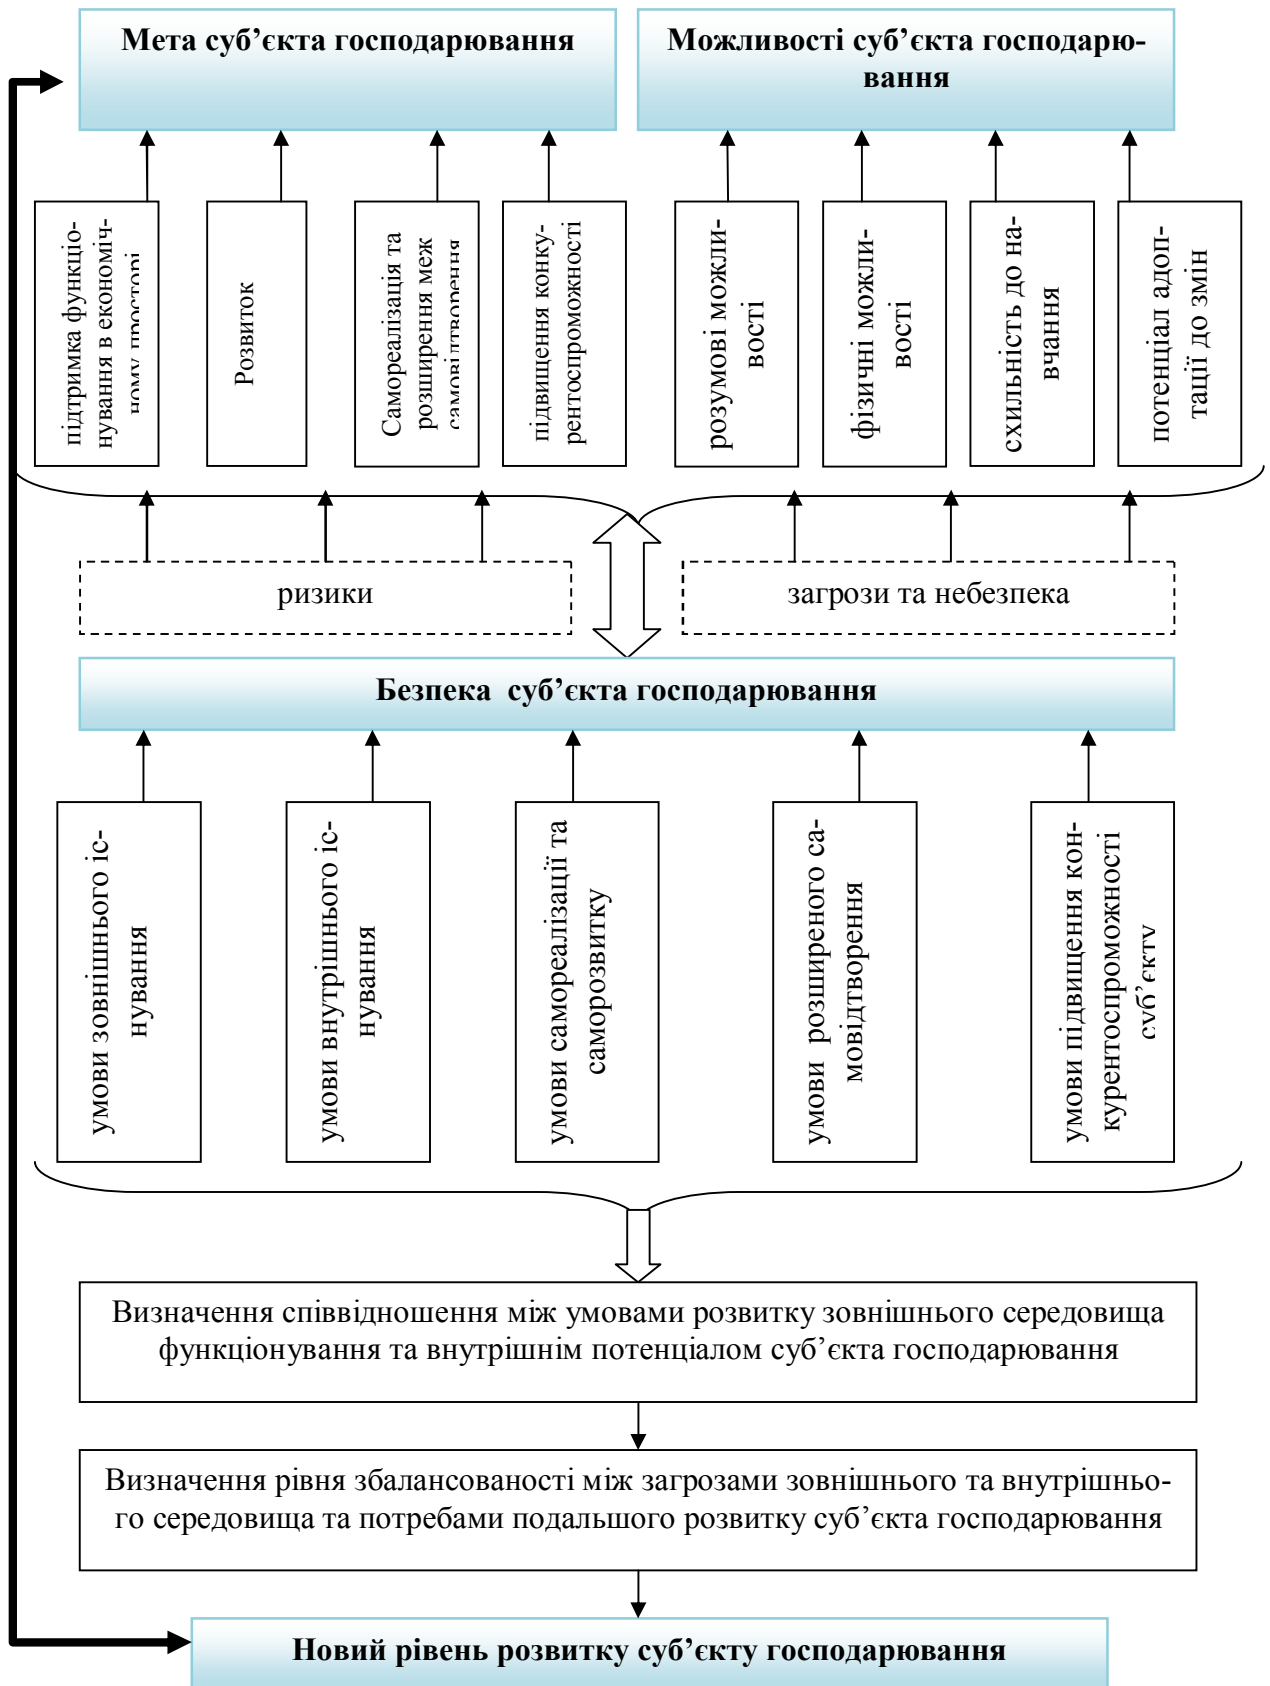 Мета суб’єкта господарювання
Можливості суб’єкта господарю-
вання
підтримка функціо-
нування в економіч-
ному просторі
Розвиток
Самореалізація та
розширення меж
самовідтворення
підвищення конку-
рентоспроможності
розумові можли-
вості
фізичні можли-
вості
схильність до на-
вчання
потенціал адоп-
тації до змін
ризики
загрози та небезпека
Безпека суб’єкта господарювання
умови зовнішнього іс-
нування
умови внутрішнього іс-
нування
умови самореалізації та
саморозвитку
умови розширеного са-
мовідтворення
умови підвищення кон-
курентоспроможності
суб’єкту
Визначення співвідношення між умовами розвитку зовнішнього середовища
функціонування та внутрішнім потенціалом суб’єкта господарювання
Визначення рівня збалансованості між загрозами зовнішнього та внутрішньо-
го середовища та потребами подальшого розвитку суб’єкта господарювання
Новий рівень розвитку суб’єкту господарювання